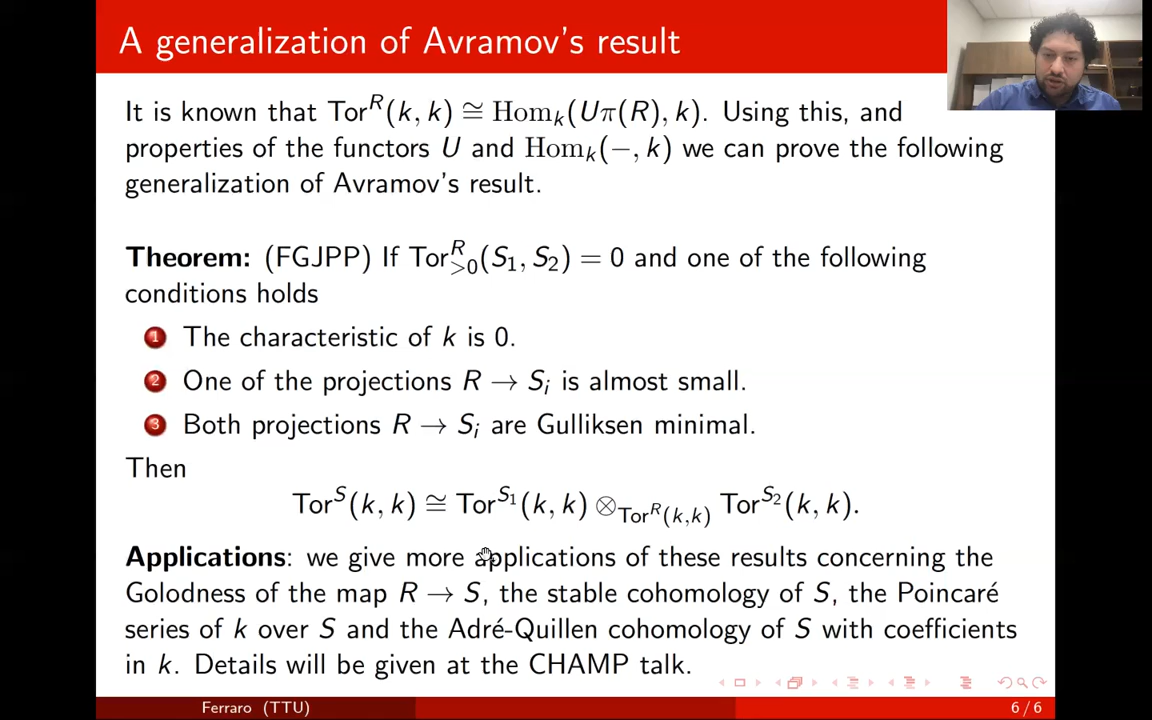 A generalization of Avramov's result
It is known that Tor^R(k, k) ≅ Hom_k(Uπ(R), k). Using this, and
properties of the functors U and Hom_k(−, k) we can prove the following
generalization of Avramov's result.
Theorem: (FGJPP) If Tor^R_{>0}(S_1, S_2) = 0 and one of the following
conditions holds
1 The characteristic of k is 0.
2 One of the projections R → S_i is almost small.
3 Both projections R → S_i are Gulliksen minimal.
Then
Tor^S(k, k) ≅ Tor^{S_1}(k, k) ⊗_{Tor^R(k,k)} Tor^{S_2}(k, k).
Applications: we give more applications of these results concerning the
Golodness of the map R → S, the stable cohomology of S, the Poincaré
series of k over S and the Adré-Quillen cohomology of S with coefficients
in k. Details will be given at the CHAMP talk.
Ferraro (TTU)
6 / 6